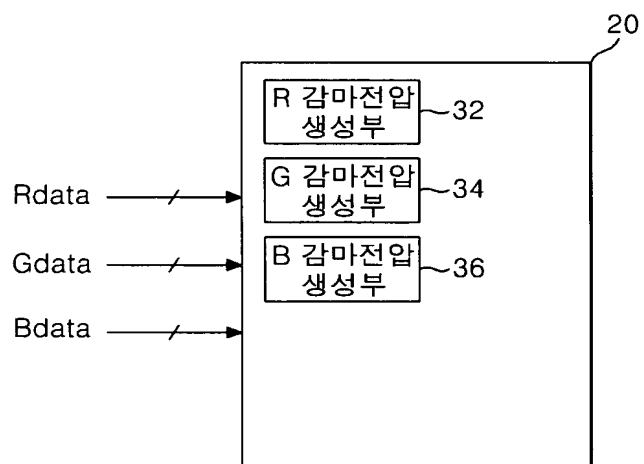 20
R 감마전압
생성부
32
Rdata
G 감마전압
생성부
34
Gdata
B 감마전압
생성부
36
Bdata